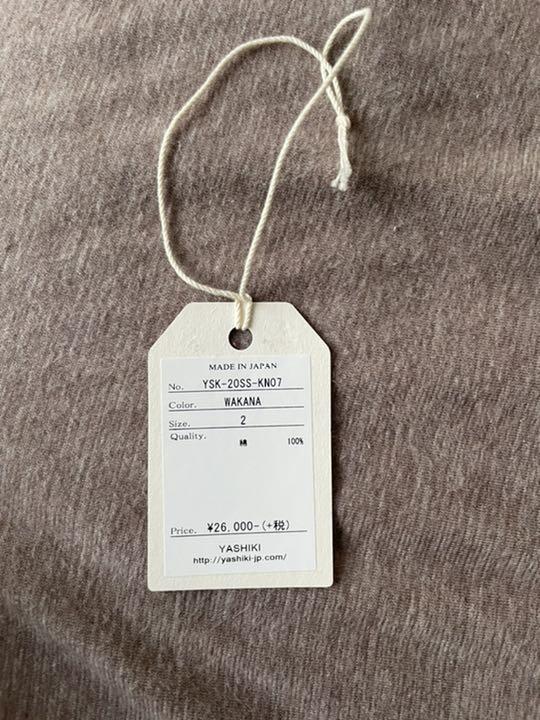 MADE IN JAPAN
No. YSK-20SS-KN07
Color. WAKANA
Size. 2
Quality.
綿 100%
Price. ¥26,000-(+税)
YASHIKI
http://yashiki-jp.com/